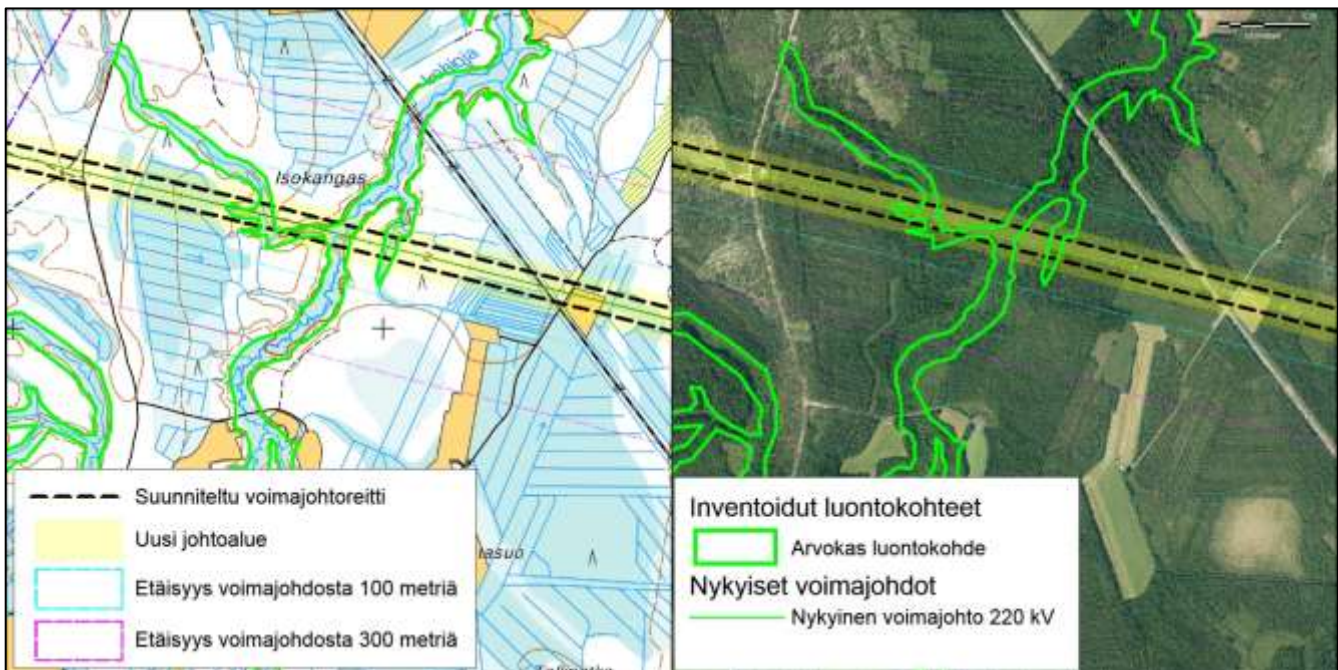 Isokangas
Suunniteltu voimajohtoreitti
Uusi johtoalue
Etäisyys voimajohdosta 100 metriä
Etäisyys voimajohdosta 300 metriä
Inventoidut luontokohteet
Arvokas luontokohde
Nykyiset voimajohdot
Nykyinen voimajohto 220 kV